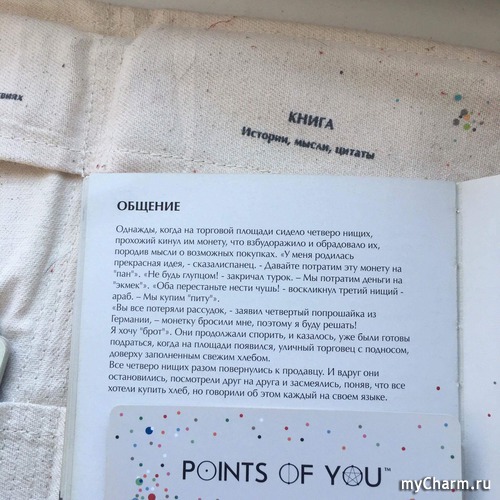 КНИГА
Истории, мысли, цитаты
ОБЩЕНИЕ
Однажды, когда на торговой площади сидело четверо нищих,
прохожий кинул им монету, что взбудоражило и обрадовало их,
породив мысли о возможных покупках. «У меня родилась
прекрасная идея, - сказалиспанец. - Давайте потратим эту монету на
"пан"». «Не будь глупцом! - закричал турок. – Мы потратим деньги на
"экмек"». «Оба перестаньте нести чушь! - воскликнул третий нищий -
араб. – Мы купим "питу"».
«Вы все потеряли рассудок, - заявил четвертый попрошайка из
Германии, – монетку бросили мне, поэтому я буду решать!
Я хочу "брот"». Они продолжали спорить, и казалось, уже были готовы
подраться, когда на площади появился, уличный торговец с подносом,
доверху заполненным свежим хлебом.
Все четверо нищих разом повернулись к продавцу. И вдруг они
остановились, посмотрели друг на друга и засмеялись, поняв, что все
хотели купить хлеб, но говорили об этом каждый на своем языке.
POINTS OF YOU™
myCharm.ru